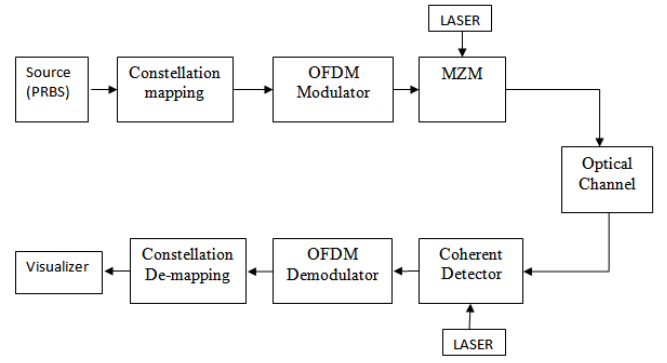 LASER
Source
(PRBS)
Constellation
mapping
OFDM
Modulator
MZM
Optical
Channel
Visualizer
Constellation
De-mapping
OFDM
Demodulator
Coherent
Detector
LASER